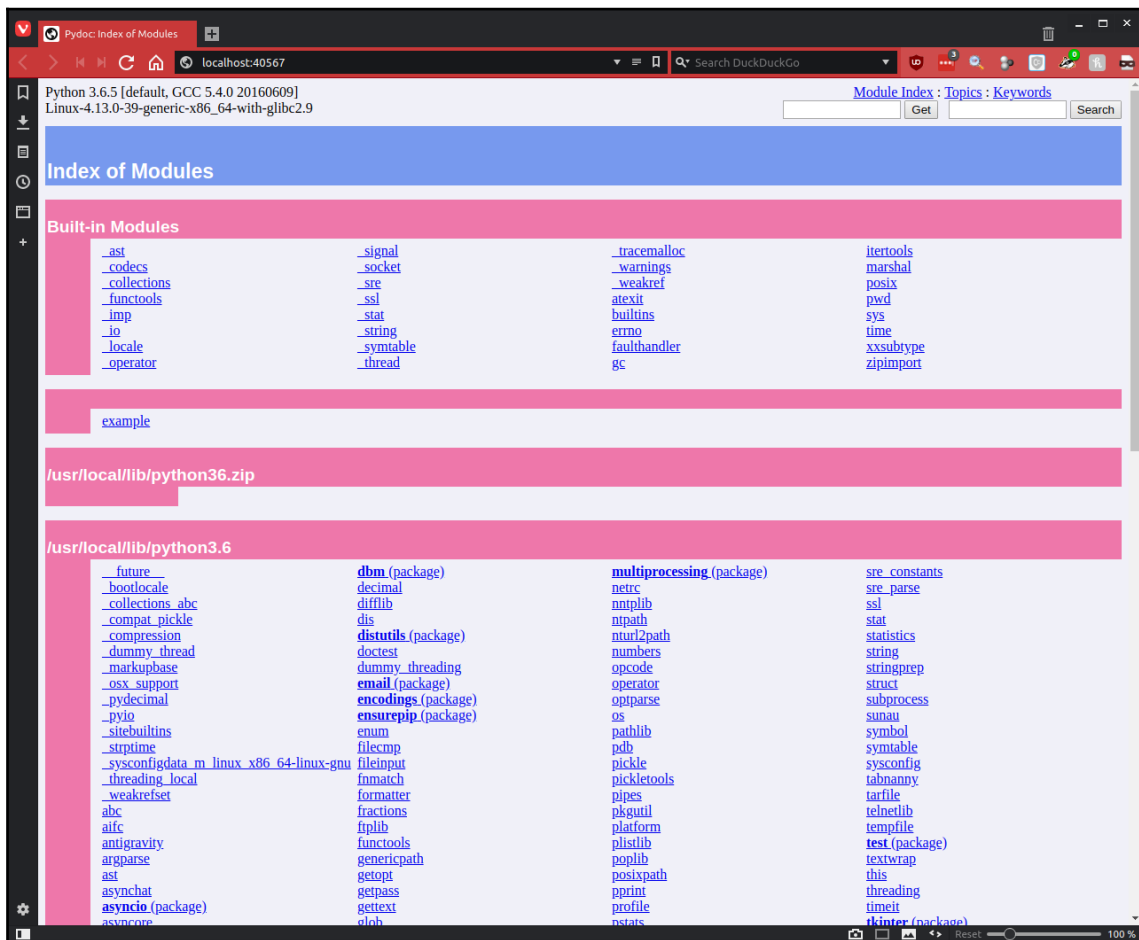 Pydoc: Index of Modules
localhost:40567
Search DuckDuckGo
3
0
Python 3.6.5 [default, GCC 5.4.0 20160609]
Linux-4.13.0-39-generic-x86_64-with-glibc2.9
Module Index : Topics : Keywords
Get
Search
Index of Modules
Built-in Modules
_ast
_codecs
_collections
_functools
_imp
_io
_locale
_operator
_signal
_socket
_sre
_ssl
_stat
_string
_symtable
_thread
_tracemalloc
_warnings
_weakref
atexit
builtins
errno
faulthandler
gc
itertools
marshal
posix
pwd
sys
time
xxsubtype
zipimport
example
/usr/local/lib/python36.zip
/usr/local/lib/python3.6
__future__
_bootlocale
_collections_abc
_compat_pickle
_compression
_dummy_thread
_markupbase
_osx_support
_pydecimal
_pyio
_sitebuiltins
_strptime
_sysconfigdata_m_linux_x86_64-linux-gnu
_threading_local
_weakrefset
abc
aifc
antigravity
argparse
ast
asynchat
asyncio (package)
asyncore
dbm (package)
decimal
difflib
dis
distutils (package)
doctest
dummy_threading
email (package)
encodings (package)
ensurepip (package)
enum
filecmp
fileinput
fnmatch
formatter
fractions
ftplib
functools
genericpath
getopt
getpass
gettext
glob
multiprocessing (package)
netrc
nntplib
ntpath
nturl2path
numbers
opcode
operator
optparse
os
pathlib
pdb
pickle
pickletools
pipes
pkgutil
platform
plistlib
poplib
posixpath
pprint
profile
pstats
sre_constants
sre_parse
ssl
stat
statistics
string
stringprep
struct
subprocess
sunau
symbol
symtable
sysconfig
tabnanny
tarfile
telnetlib
tempfile
test (package)
textwrap
this
threading
timeit
tkinter (package)
Reset
100 %